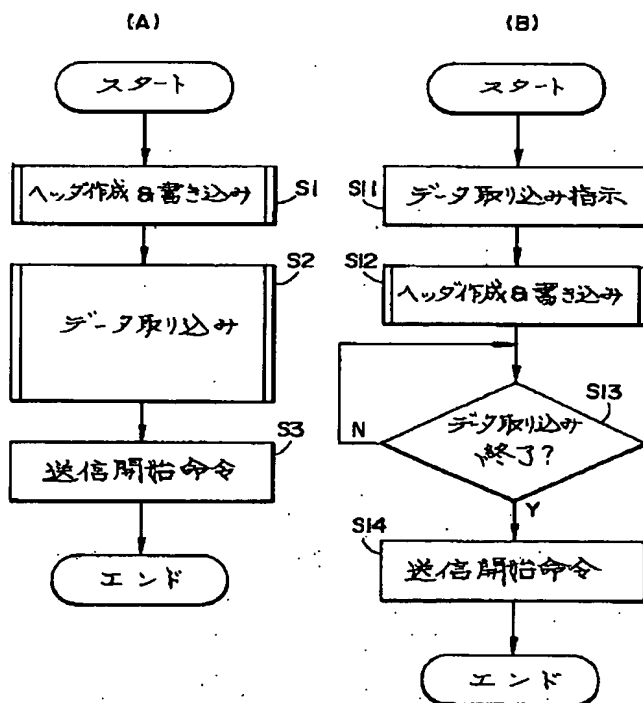 (A)
スタート
ヘッダ作成&書き込み
S1
S2
データ取り込み
S3
送信開始命令
エンド
(B)
スタート
S11
データ取り込み指示
S12
ヘッダ作成&書き込み
S13
データ取り込み
終了?
N
Y
S14
送信開始命令
エンド